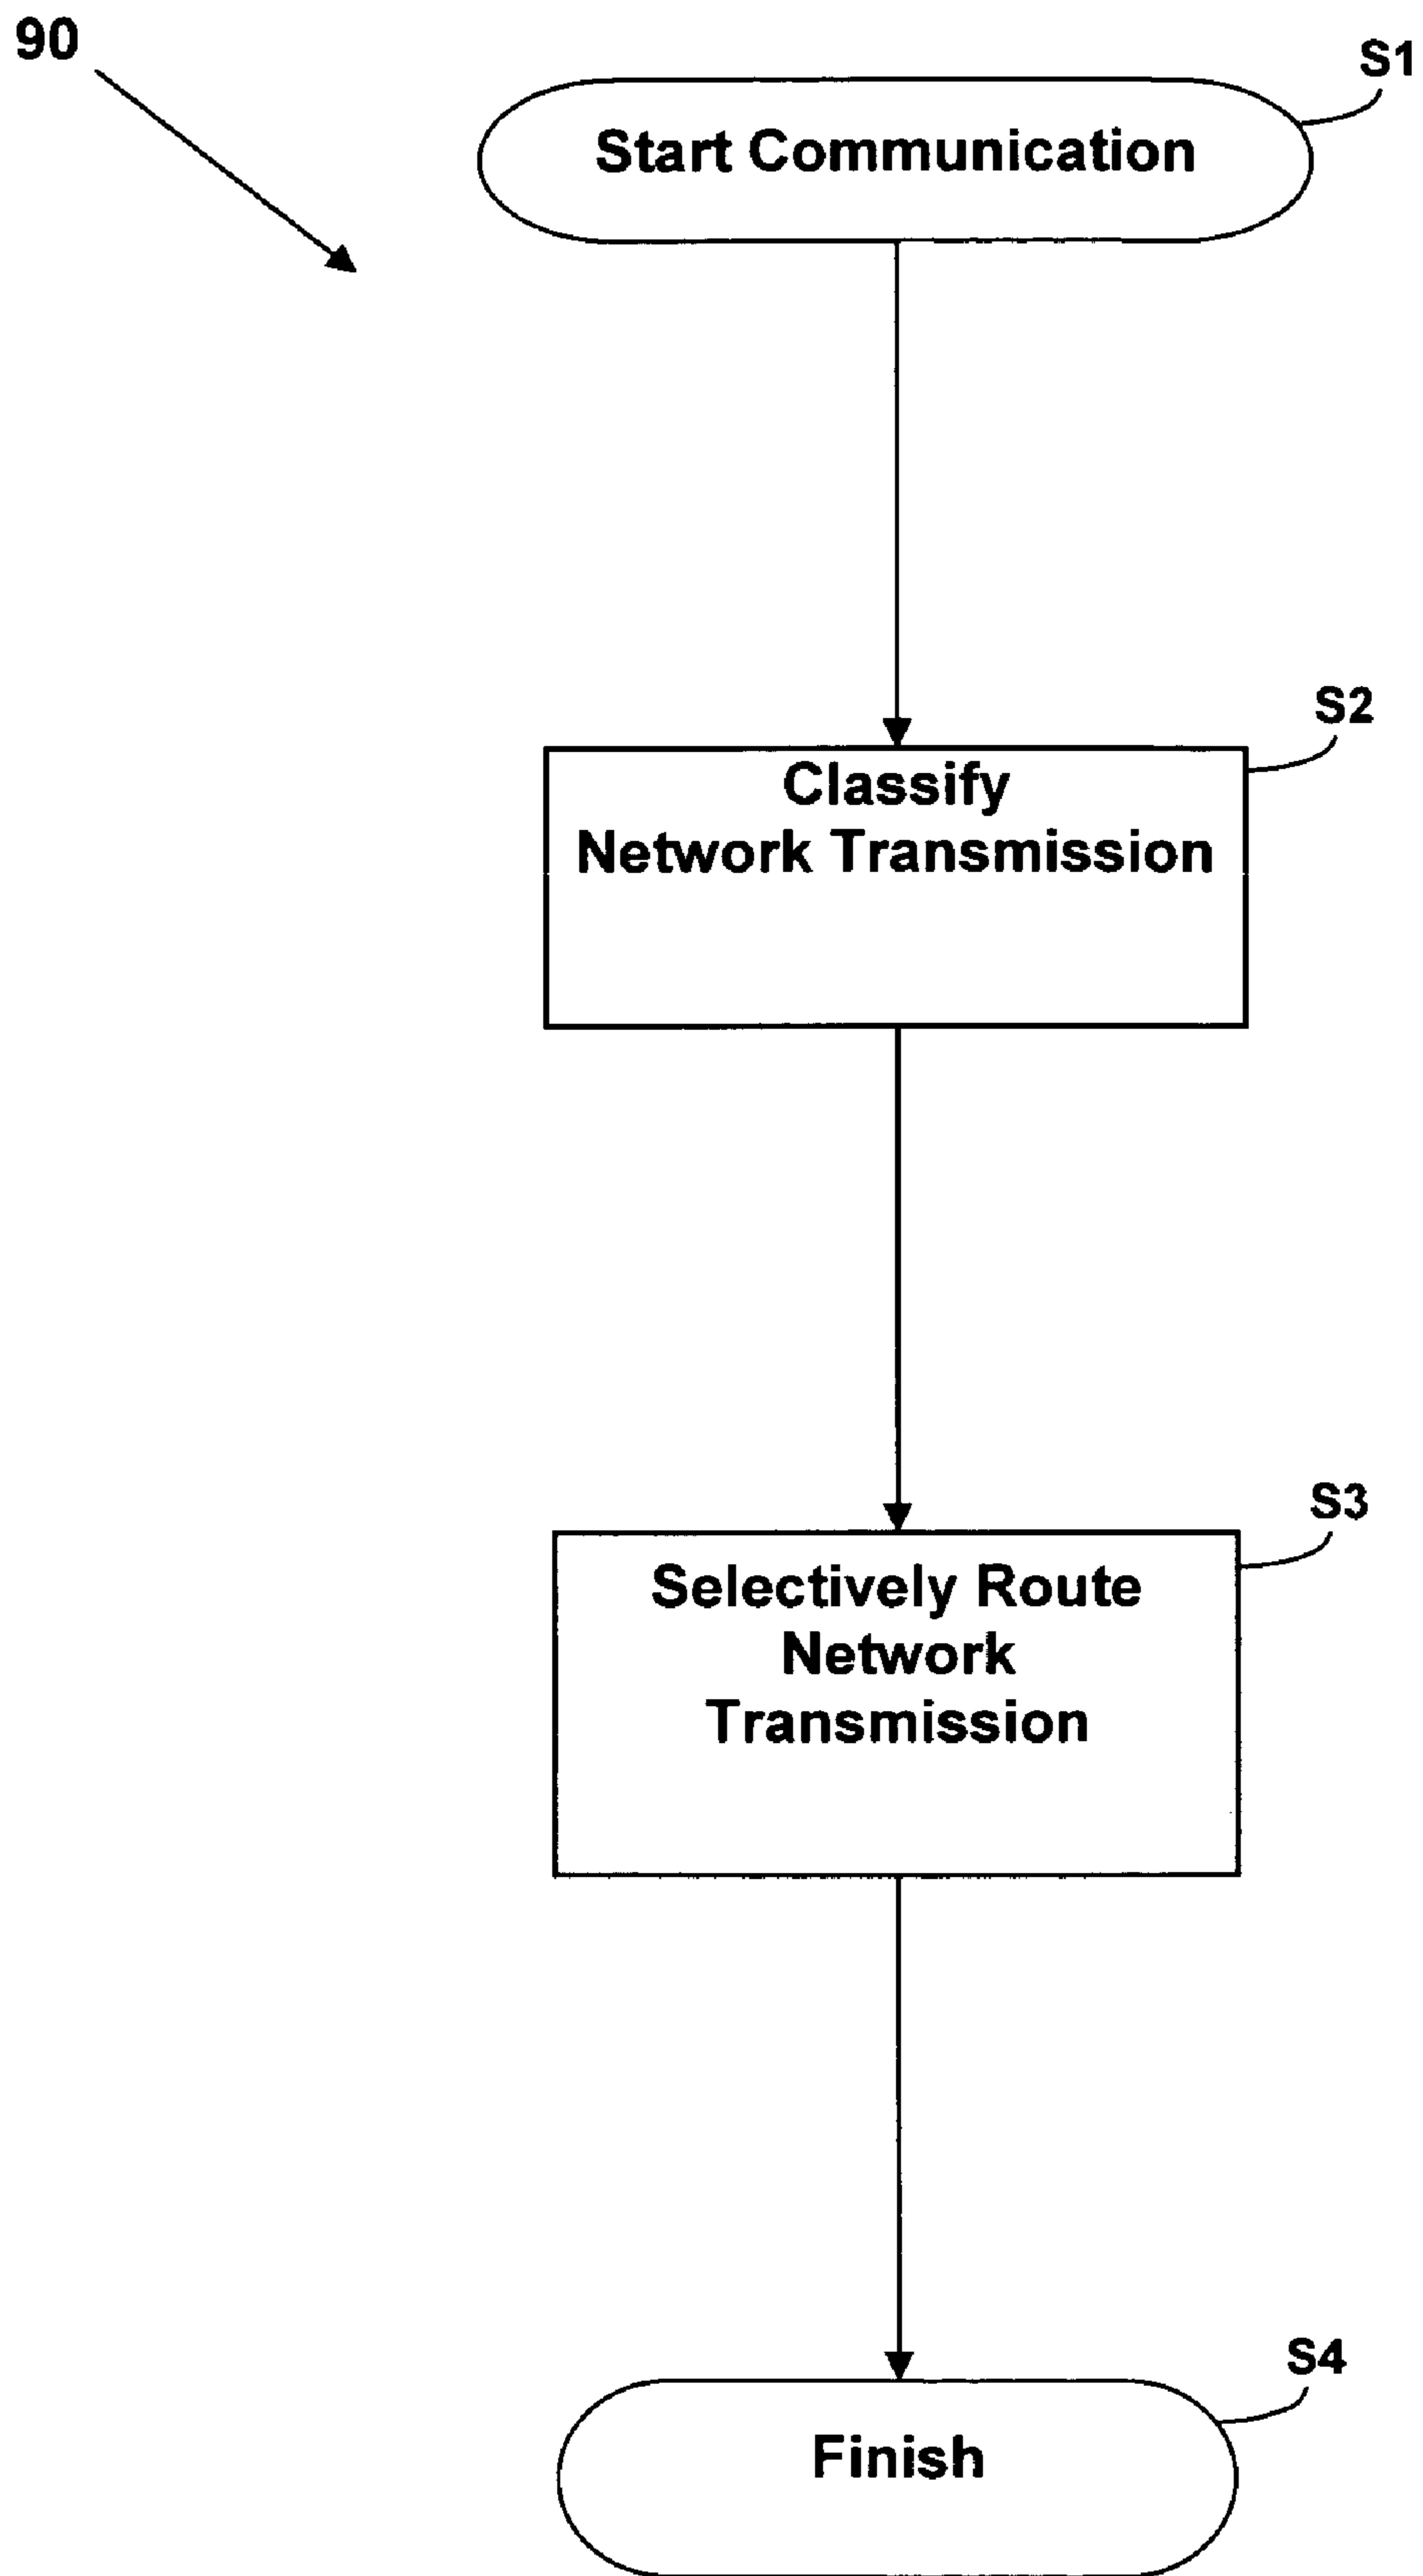 90
S1
Start Communication
S2
Classify
Network Transmission
S3
Selectively Route
Network
Transmission
S4
Finish